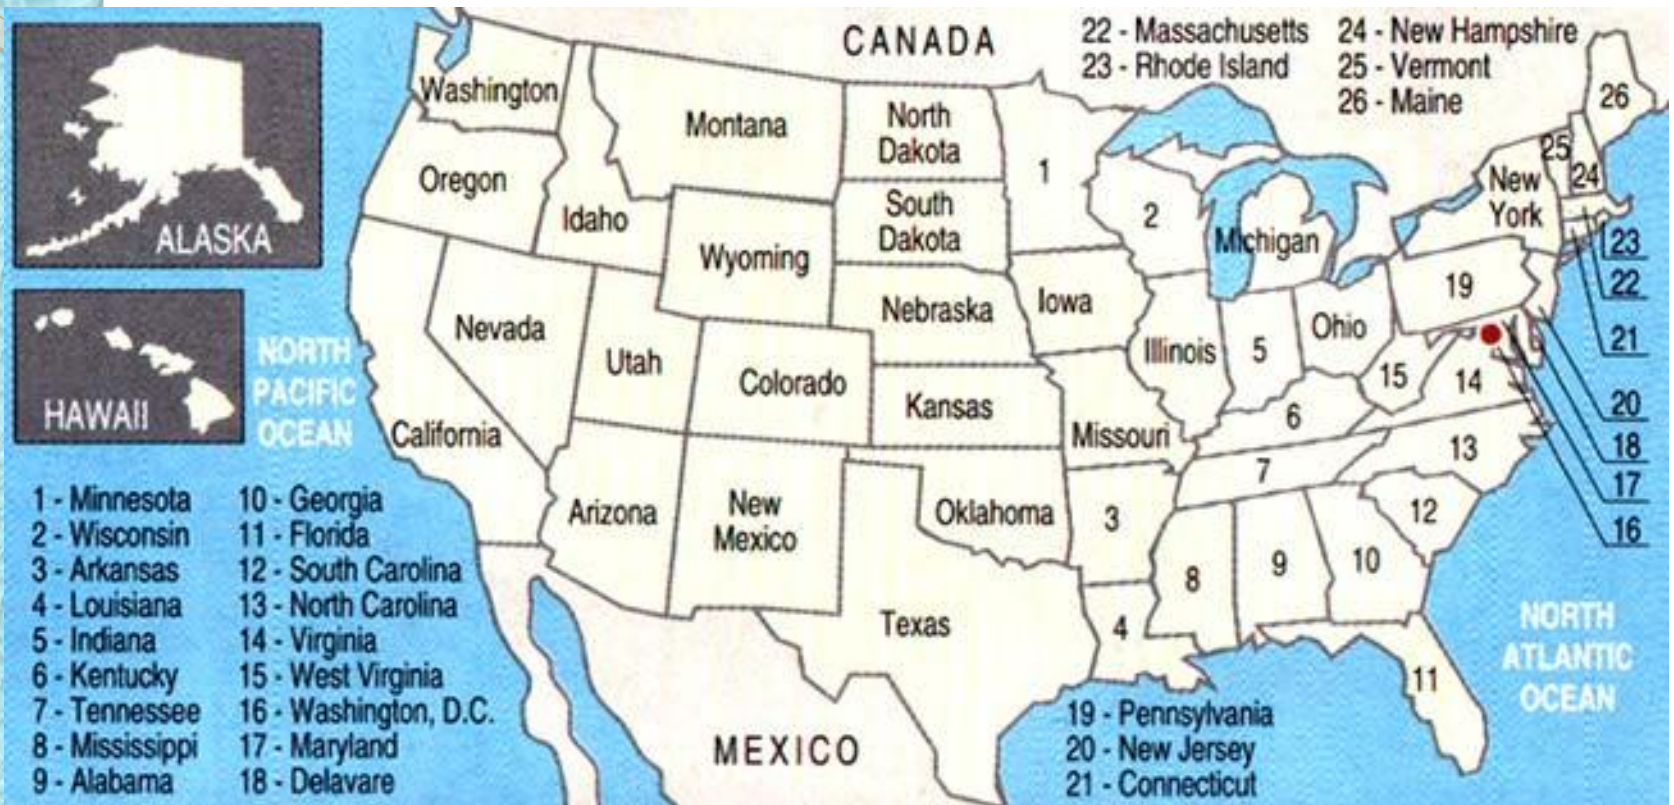 CANADA
22 - Massachusetts
23 - Rhode Island
24 - New Hampshire
25 - Vermont
26 - Maine
26
Washington
Montana
North
Dakota
1
25
24
Oregon
Idaho
South
Dakota
2
Michigan
New
York
ALASKA
Wyoming
23
22
21
20
18
17
16
Nebraska
Iowa
19
Nevada
Utah
Illinois
5
Ohio
HAWAII
NORTH
PACIFIC
OCEAN
Colorado
Kansas
15
14
California
Missouri
6
13
7
Arizona
New
Mexico
Oklahoma
3
12
8
9
10
Texas
4
11
NORTH
ATLANTIC
OCEAN
MEXICO
1 - Minnesota
2 - Wisconsin
3 - Arkansas
4 - Louisiana
5 - Indiana
6 - Kentucky
7 - Tennessee
8 - Mississippi
9 - Alabama
10 - Georgia
11 - Florida
12 - South Carolina
13 - North Carolina
14 - Virginia
15 - West Virginia
16 - Washington, D.C.
17 - Maryland
18 - Delavare
19 - Pennsylvania
20 - New Jersey
21 - Connecticut